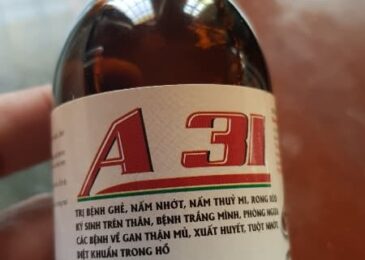 A 31
TRỊ BỆNH GHẺ, NẤM NHỚT, NẤM THUỶ MI, RONG RÊU
KÝ SINH TRÊN THÂN, BỆNH TRẮNG MÌNH, PHÒNG NGỪA
CÁC BỆNH VỀ GAN THẬN MỦ, XUẤT HUYẾT, TUỘT NHỚT
DIỆT KHUẨN TRONG HỒ